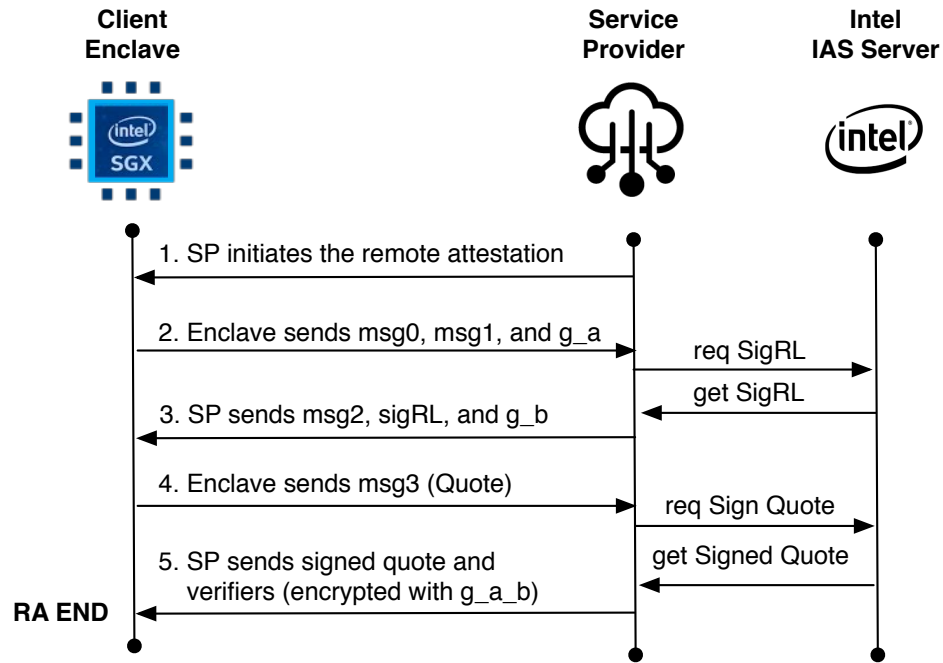 Client
Enclave
Service
Provider
Intel
IAS Server
intel
SGX
intel
1. SP initiates the remote attestation
2. Enclave sends msg0, msg1, and g_a
req SigRL
get SigRL
3. SP sends msg2, sigRL, and g_b
4. Enclave sends msg3 (Quote)
req Sign Quote
get Signed Quote
5. SP sends signed quote and
verifiers (encrypted with g_a_b)
RA END